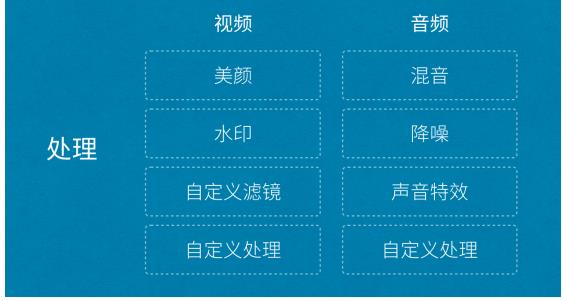 视频 音频
美颜 混音
水印 降噪
处理
自定义滤镜 声音特效
自定义处理 自定义处理